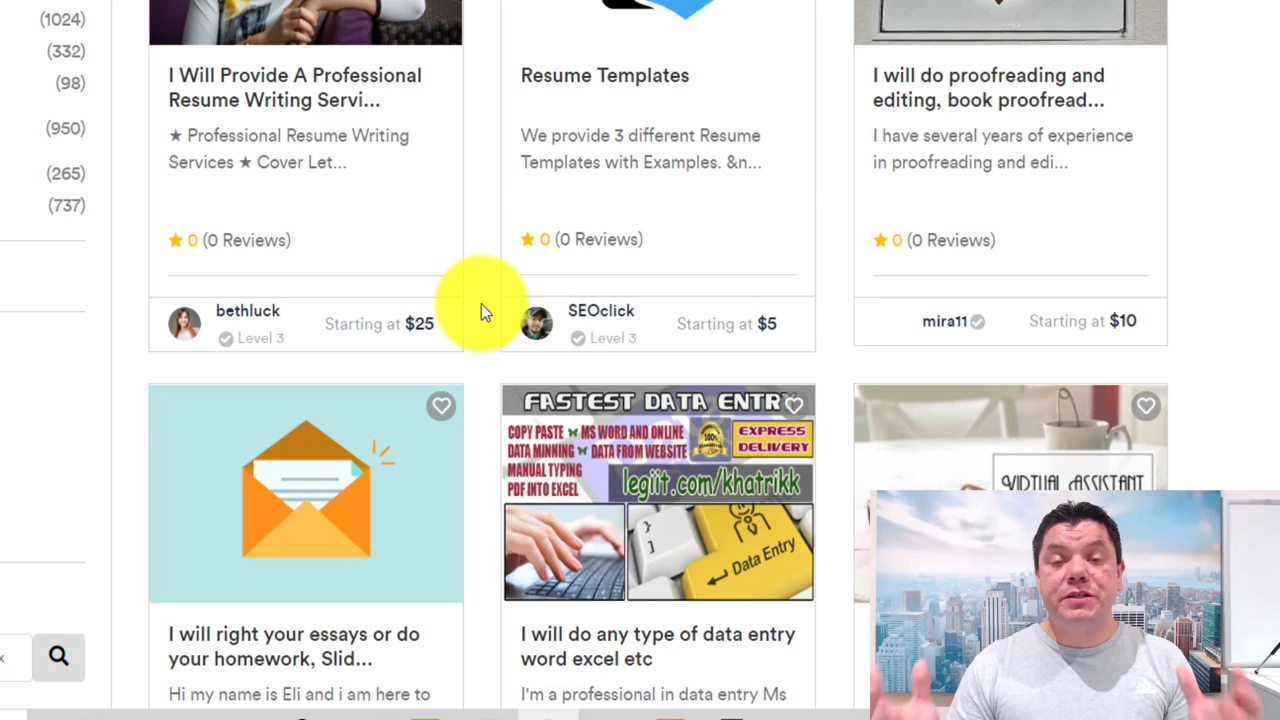 (1024)
(332)
(98)
(950)
(265)
(737)
I Will Provide A Professional
Resume Writing Servi...
★ Professional Resume Writing
Services ★ Cover Let...
★ 0 (0 Reviews)
bethluck
Level 3
Starting at $25
Resume Templates
We provide 3 different Resume
Templates with Examples. &n...
★ 0 (0 Reviews)
SEOclick
Level 3
Starting at $5
I will do proofreading and
editing, book proofread...
I have several years of experience
in proofreading and edi...
★ 0 (0 Reviews)
mira11
Starting at $10
I will right your essays or do
your homework, Slid...
Hi my name is Eli and i am here to
FASTEST DATA ENTRY
COPY PASTE MS WORD AND ONLINE
DATA MINNING DATA FROM WEBSITE
MANUAL TYPING
PDF INTO EXCEL
100%
EXPRESS
DELIVERY
legiit.com/khatrikk
Data Entry
I will do any type of data entry
word excel etc
I'm a professional in data entry Ms
VIRTUAL ASSISTANT